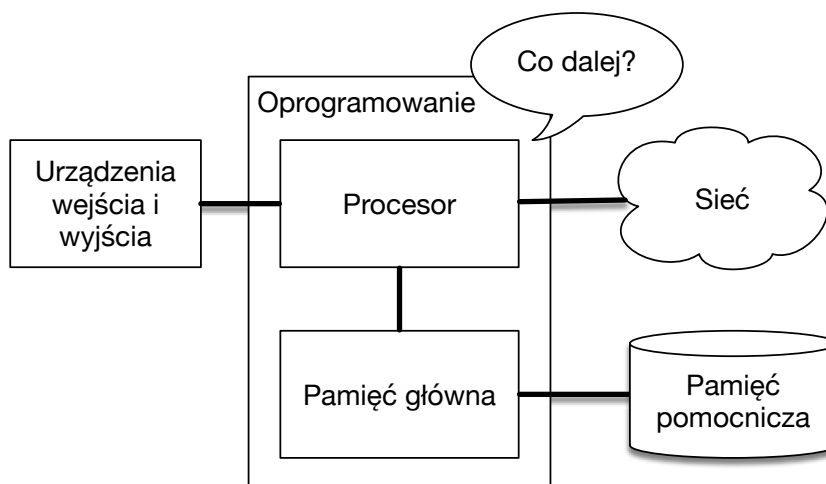 Co dalej?
Oprogramowanie
Urządzenia
wejścia i
wyjścia
Procesor
Sieć
Pamięć główna
Pamięć
pomocnicza